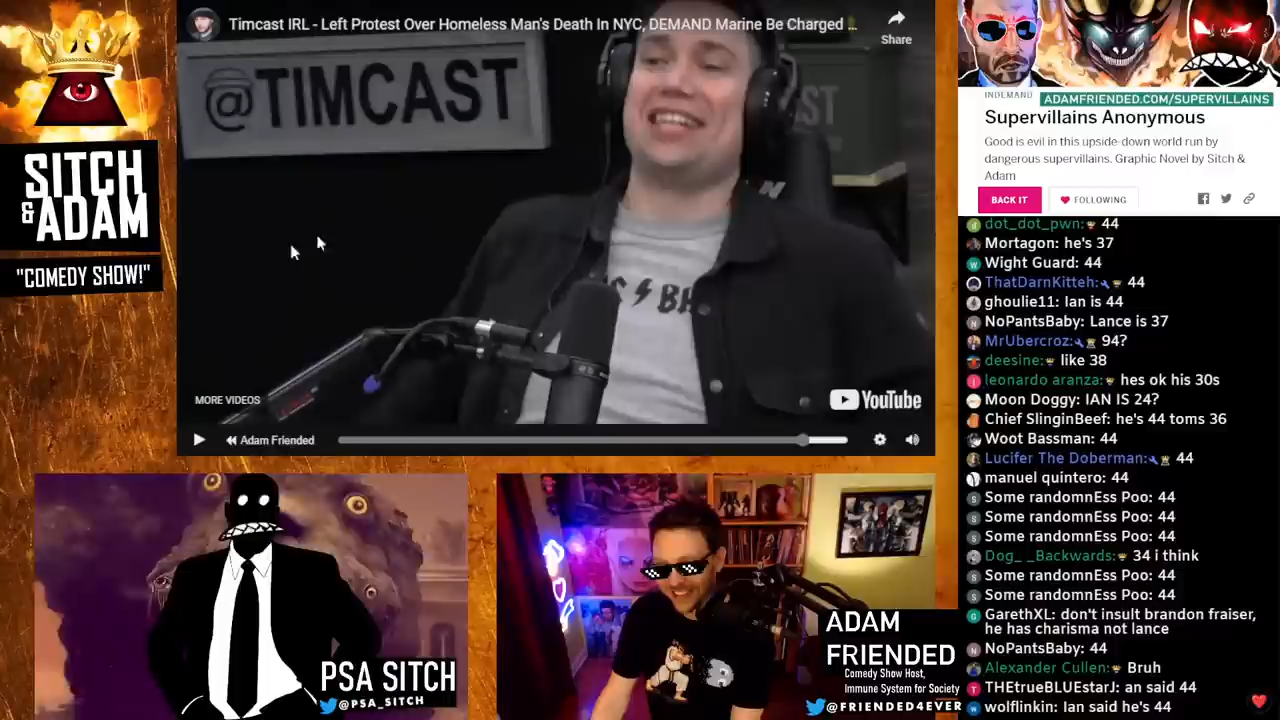 Timcast IRL - Left Protest Over Homeless Man's Death In NYC, DEMAND Marine Be Charged ...
Share
@TIMCAST
ST
MORE VIDEOS
YouTube
Adam Friended
SITCH
& ADAM
"COMEDY SHOW!"
INDEMAND
ADAMFRIENDED.COM/SUPERVILLAINS
Supervillains Anonymous
Good is evil in this upside-down world run by
dangerous supervillains. Graphic Novel by Sitch &
Adam
BACK IT
FOLLOWING
dot_dot_pwn: 44
Mortagon: he's 37
Wight Guard: 44
ThatDarnKitteh: 44
ghoulie11: Ian is 44
NoPantsBaby: Lance is 37
MrUbercroz: 94?
deesine: like 38
leonardo aranza: hes ok his 30s
Moon Doggy: IAN IS 24?
Chief SlinginBeef: he's 44 toms 36
Woot Bassman: 44
Lucifer The Doberman: 44
manuel quintero: 44
Some randomnEss Poo: 44
Some randomnEss Poo: 44
Some randomnEss Poo: 44
Dog_ _Backwards: 34 i think
Some randomnEss Poo: 44
Some randomnEss Poo: 44
GarethXL: don't insult brandon fraiser,
he has charisma not lance
NoPantsBaby: 44
Alexander Cullen: Bruh
THEtrueBLUEstarJ: an said 44
wolflinkin: Ian said he's 44
PSA SITCH
@PSA_SITCH
ADAM
FRIENDED
Comedy Show Host,
Immune System for Society
@FRIENDED4EVER